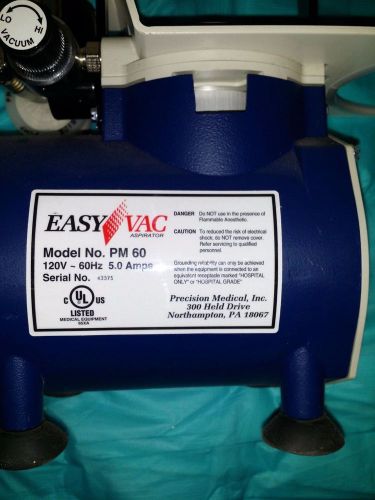 LO
HI
VACUUM
EASY VAC
ASPIRATOR
Model No. PM 60
120V ~ 60Hz 5.0 Amps
Serial No. 43575
C UL US
LISTED
MEDICAL EQUIPMENT
DANGER Do NOT use in the presence of
Flammable Anesthetic.
CAUTION To reduced the risk of electrical
shock; do NOT remove cover.
Refer servicing to qualified
personnel.
Grounding reliability can only be achieved
when the equipment is connected to an
equivalent receptacle marked "HOSPITAL
ONLY" or "HOSPITAL GRADE".
Precision Medical, Inc.
300 Held Drive
Northampton, PA 18067